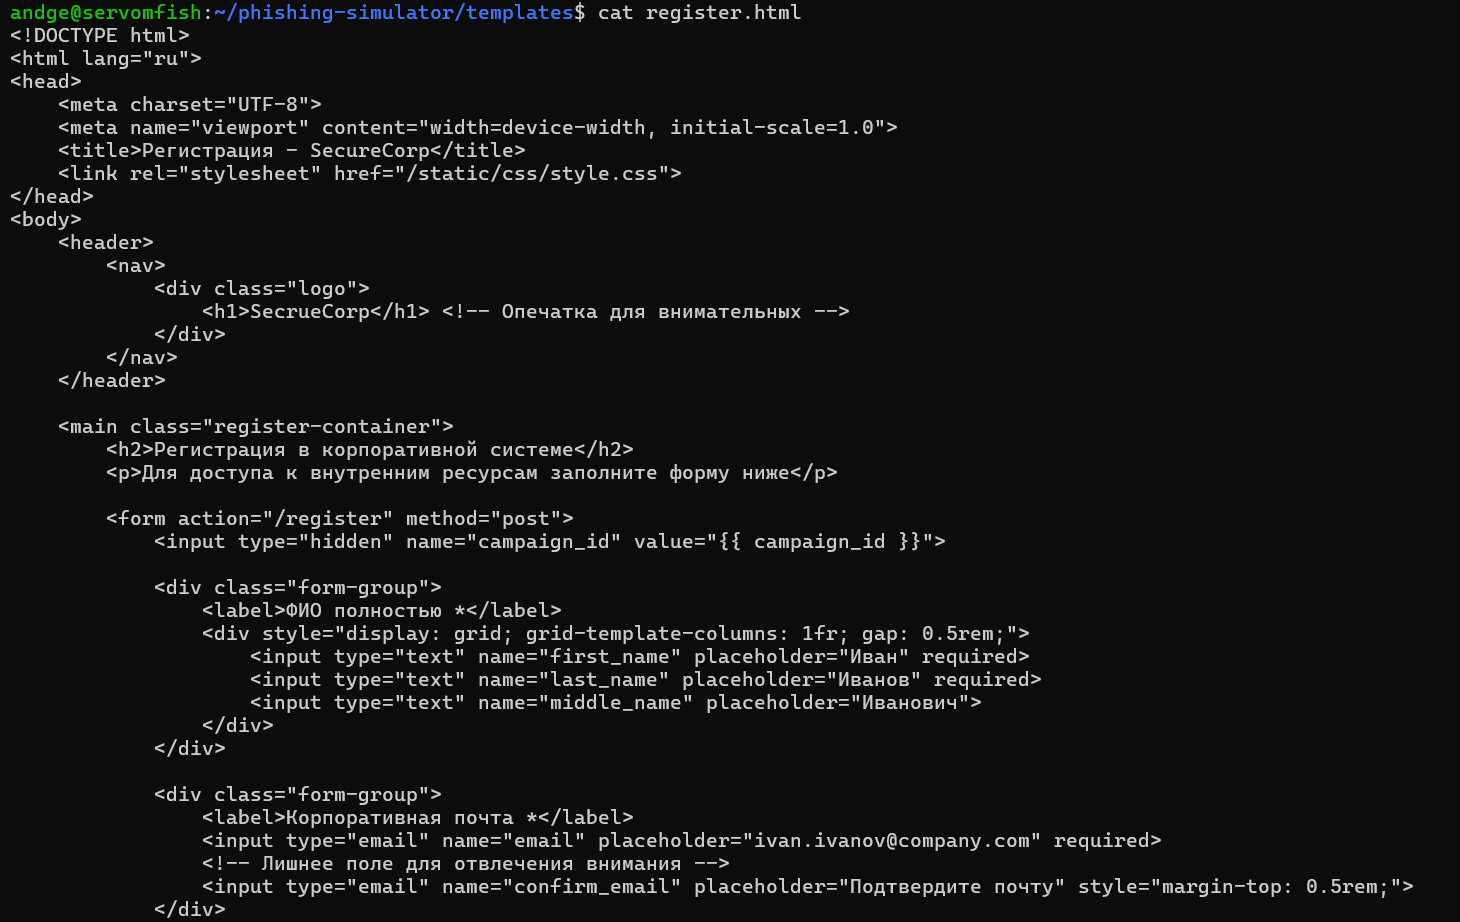 andge@servomfish:~/phishing-simulator/templates$ cat register.html
<!DOCTYPE html>
<html lang="ru">
<head>
    <meta charset="UTF-8">
    <meta name="viewport" content="width=device-width, initial-scale=1.0">
    <title>Регистрация - SecureCorp</title>
    <link rel="stylesheet" href="/static/css/style.css">
</head>
<body>
    <header>
        <nav>
            <div class="logo">
                <h1>SecrueCorp</h1> <!-- Опечатка для внимательных -->
            </div>
        </nav>
    </header>

    <main class="register-container">
        <h2>Регистрация в корпоративной системе</h2>
        <p>Для доступа к внутренним ресурсам заполните форму ниже</p>

        <form action="/register" method="post">
            <input type="hidden" name="campaign_id" value="{{ campaign_id }}">

            <div class="form-group">
                <label>ФИО полностью *</label>
                <div style="display: grid; grid-template-columns: 1fr; gap: 0.5rem;">
                    <input type="text" name="first_name" placeholder="Иван" required>
                    <input type="text" name="last_name" placeholder="Иванов" required>
                    <input type="text" name="middle_name" placeholder="Иванович">
                </div>
            </div>

            <div class="form-group">
                <label>Корпоративная почта *</label>
                <input type="email" name="email" placeholder="ivan.ivanov@company.com" required>
                <!-- Лишнее поле для отвлечения внимания -->
                <input type="email" name="confirm_email" placeholder="Подтвердите почту" style="margin-top: 0.5rem;">
            </div>